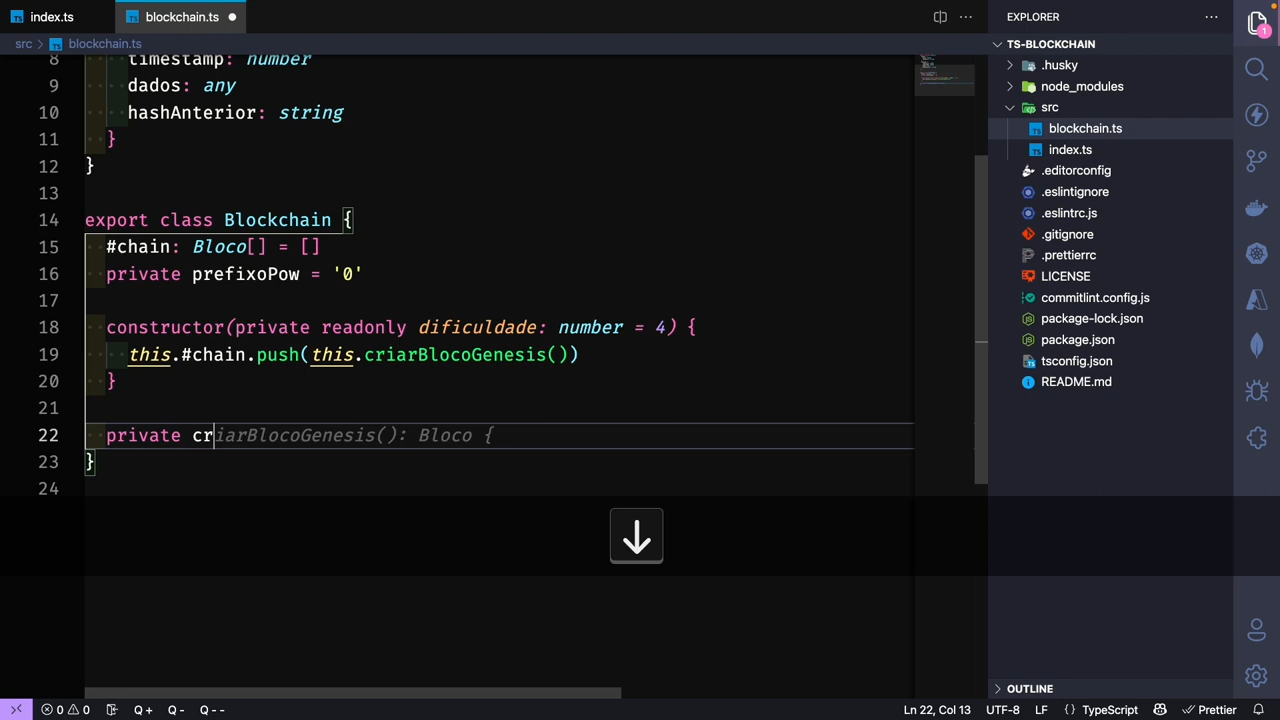 index.ts
blockchain.ts
EXPLORER
src > blockchain.ts
TS-BLOCKCHAIN
8 timestamp: number
9 dados: any
10 hashAnterior: string
11 }
12 }
13
14 export class Blockchain {
15 #chain: Bloco[] = []
16 private prefixoPow = '0'
17
18 constructor(private readonly dificuldade: number = 4) {
19 this.#chain.push(this.criarBlocoGenesis())
20 }
21
22 private criarBlocoGenesis(): Bloco {
23 }
24
.husky
node_modules
src
blockchain.ts
index.ts
.editorconfig
.eslintignore
.eslintrc.js
.gitignore
.prettierrc
LICENSE
commitlint.config.js
package-lock.json
package.json
tsconfig.json
README.md
OUTLINE
1
0 0 Q+ Q- Q-- Ln 22, Col 13 UTF-8 LF {} TypeScript Prettier